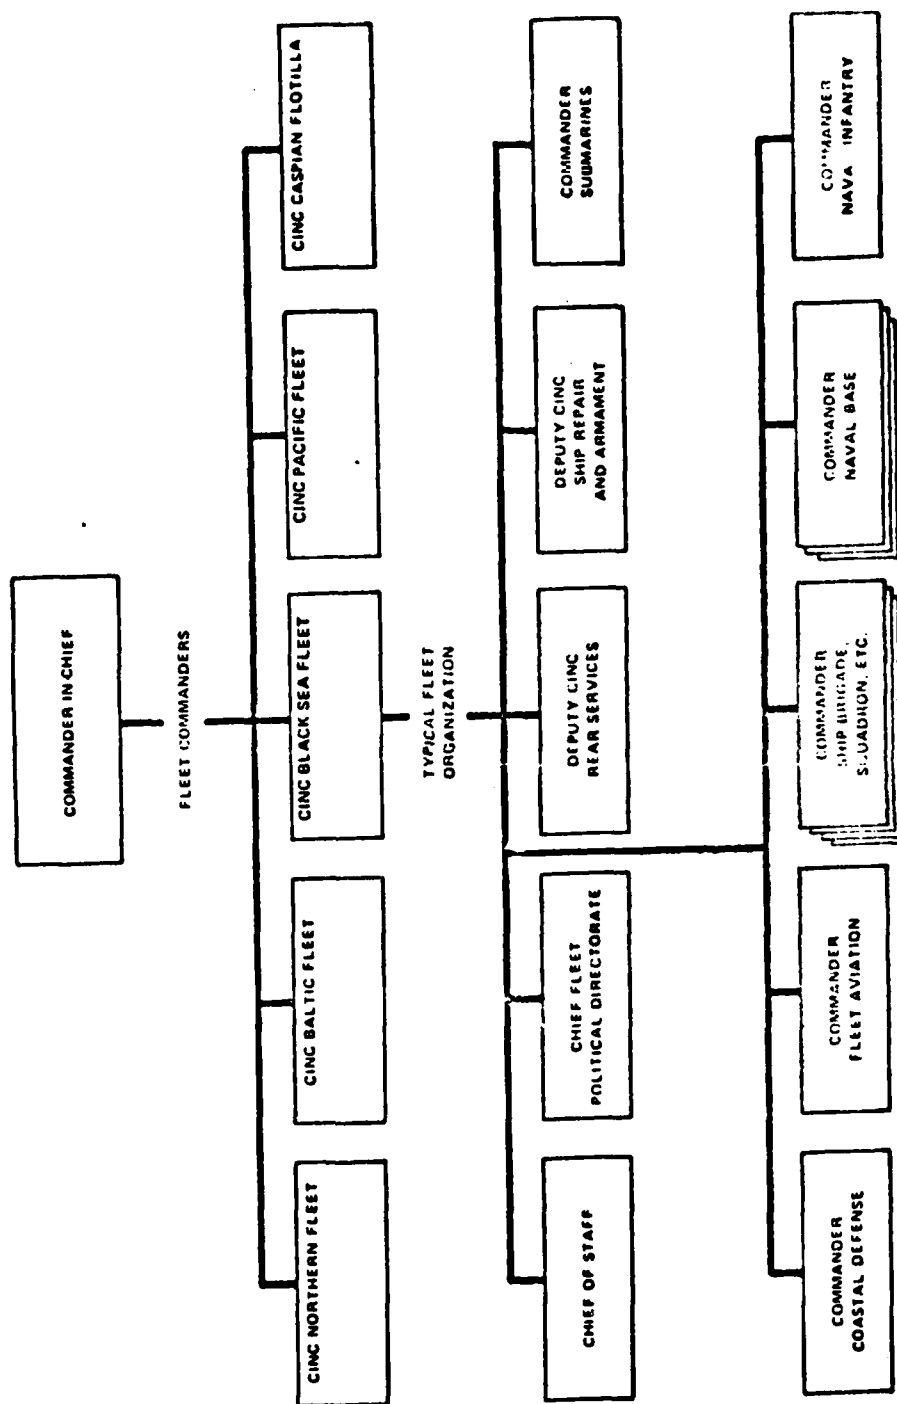 COMMANDER IN CHIEF
FLEET COMMANDERS
CINC NORTHERN FLEET
CINC BALTIC FLEET
CINC BLACK SEA FLEET
CINC PACIFIC FLEET
CINC CASPIAN FLOTILLA
TYPICAL FLEET
ORGANIZATION
CHIEF OF STAFF
CHIEF FLEET
POLITICAL DIRECTORATE
DEPUTY CINC
REAR SERVICES
DEPUTY CINC
SHIP REPAIR
AND ARMAMENT
COMMANDER
SUBMARINES
COMMANDER
COASTAL DEFENSE
COMMANDER
FLEET AVIATION
COMMANDER
SHIP BRIGADE,
SQUADRON, ETC.
COMMANDER
NAVAL BASE
COMMANDER
NAVA INFANTRY